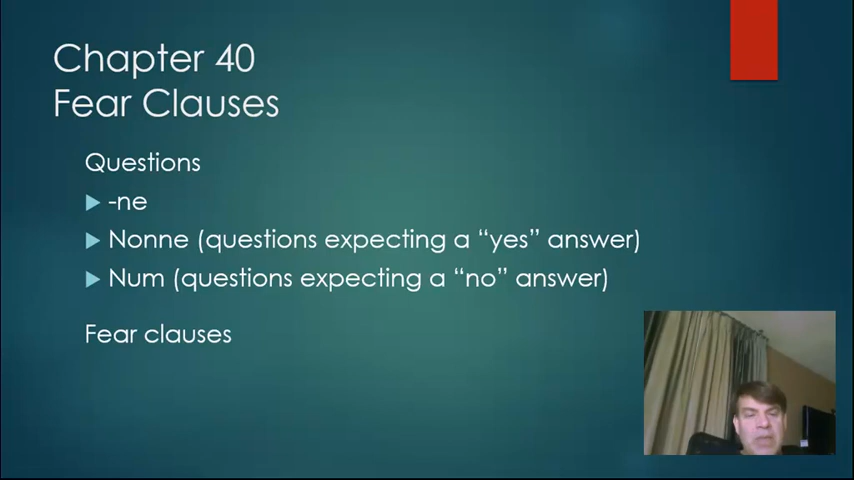 Chapter 40
Fear Clauses
Questions
-ne
Nonne (questions expecting a “yes” answer)
Num (questions expecting a “no” answer)
Fear clauses